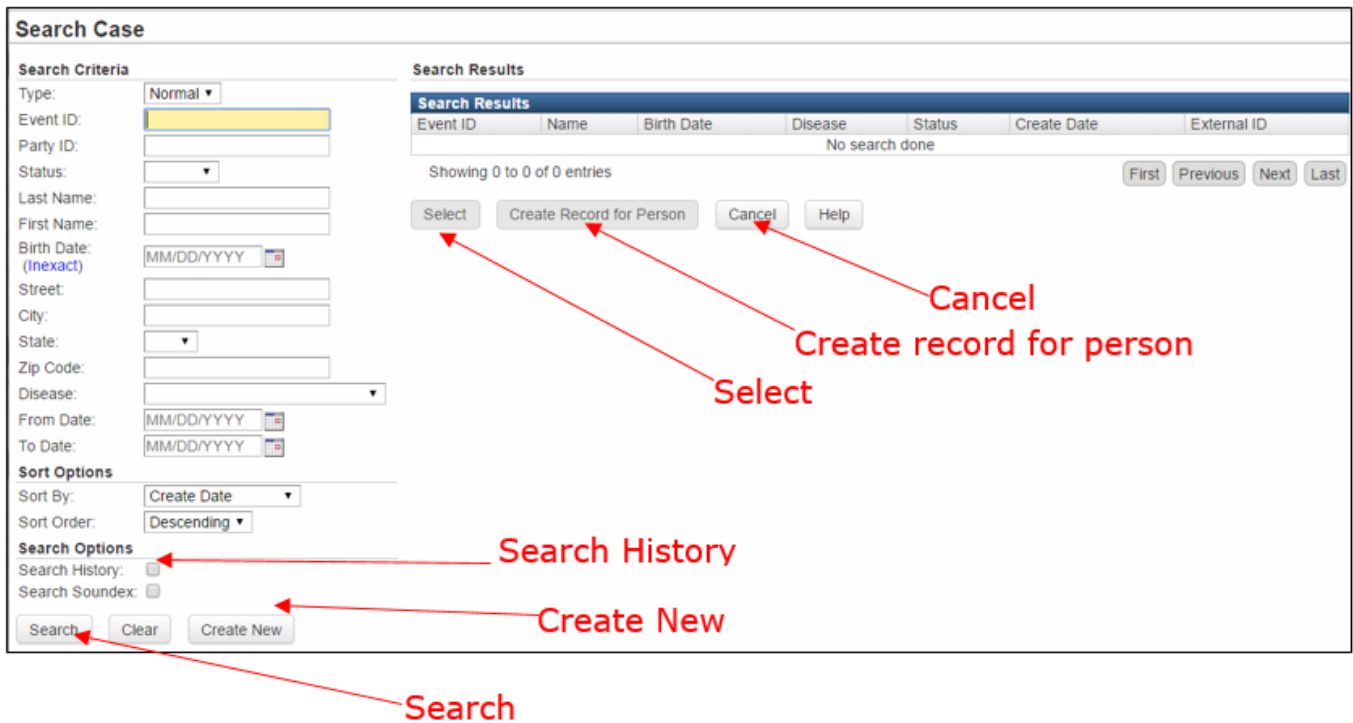 Search Case
Search Criteria
Type: Normal
Event ID:
Party ID:
Status:
Last Name:
First Name:
Birth Date: MM/DD/YYYY
(Inexact)
Street:
City:
State:
Zip Code:
Disease:
From Date: MM/DD/YYYY
To Date: MM/DD/YYYY
Sort Options
Sort By: Create Date
Sort Order: Descending
Search Options
Search History:
Search Soundex:
Search Clear Create New
Search Results
Search Results
Event ID Name Birth Date Disease Status Create Date External ID
No search done
Showing 0 to 0 of 0 entries First Previous Next Last
Select Create Record for Person Cancel Help
Cancel
Create record for person
Select
Search History
Create New
Search